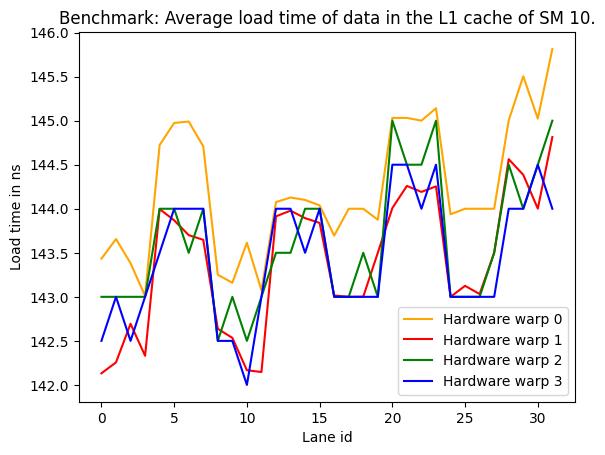 Benchmark: Average load time of data in the L1 cache of SM 10.
146.0
145.5
145.0
144.5
144.0
143.5
143.0
142.5
142.0
Load time in ns
Hardware warp 0
Hardware warp 1
Hardware warp 2
Hardware warp 3
0 5 10 15 20 25 30
Lane id